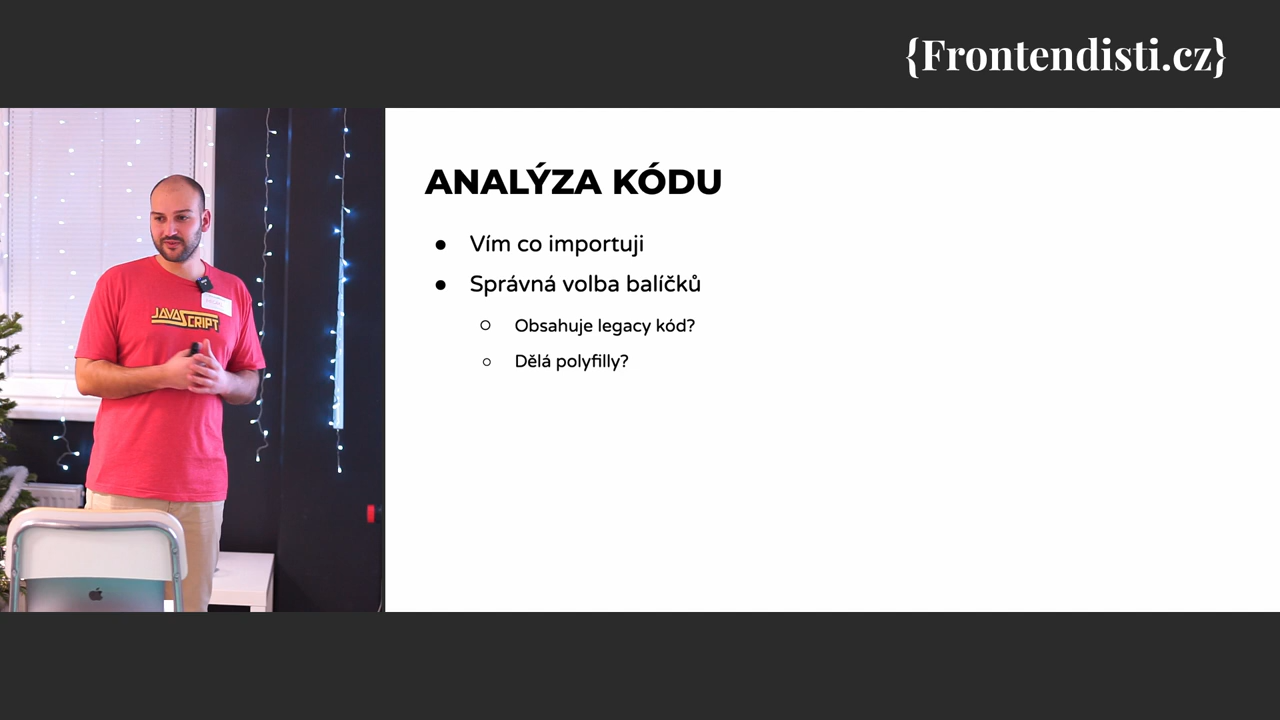 {Frontendisti.cz}
ANALÝZA KÓDU
Vím co importuji
Správná volba balíčků
Obsahuje legacy kód?
Dělá polyfilly?
JAVASCRIPT